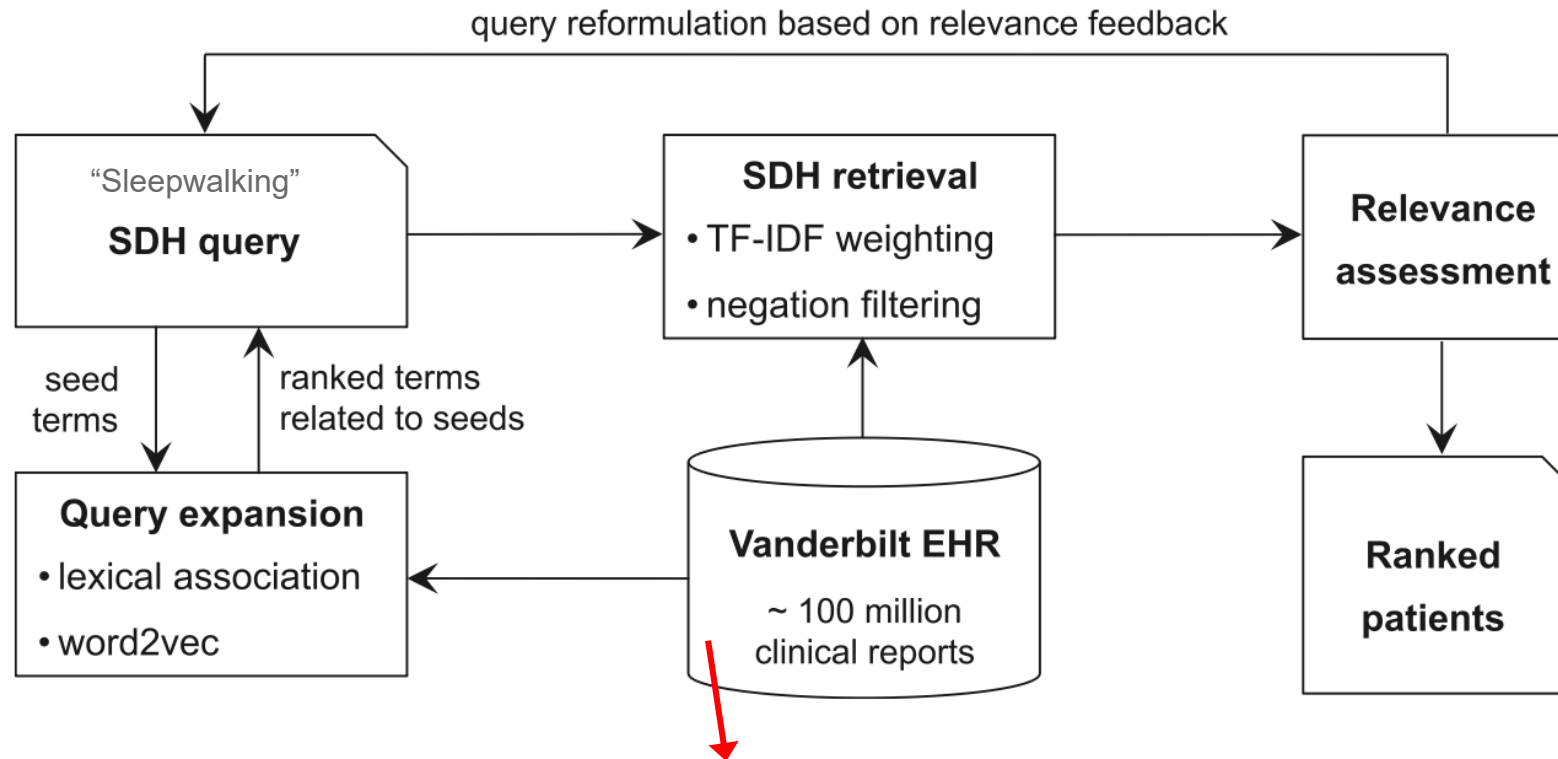 query reformulation based on relevance feedback
“Sleepwalking”
SDH query
SDH retrieval
• TF-IDF weighting
• negation filtering
Relevance
assessment
seed
terms
ranked terms
related to seeds
Query expansion
• lexical association
• word2vec
Vanderbilt EHR
~ 100 million
clinical reports
Ranked
patients